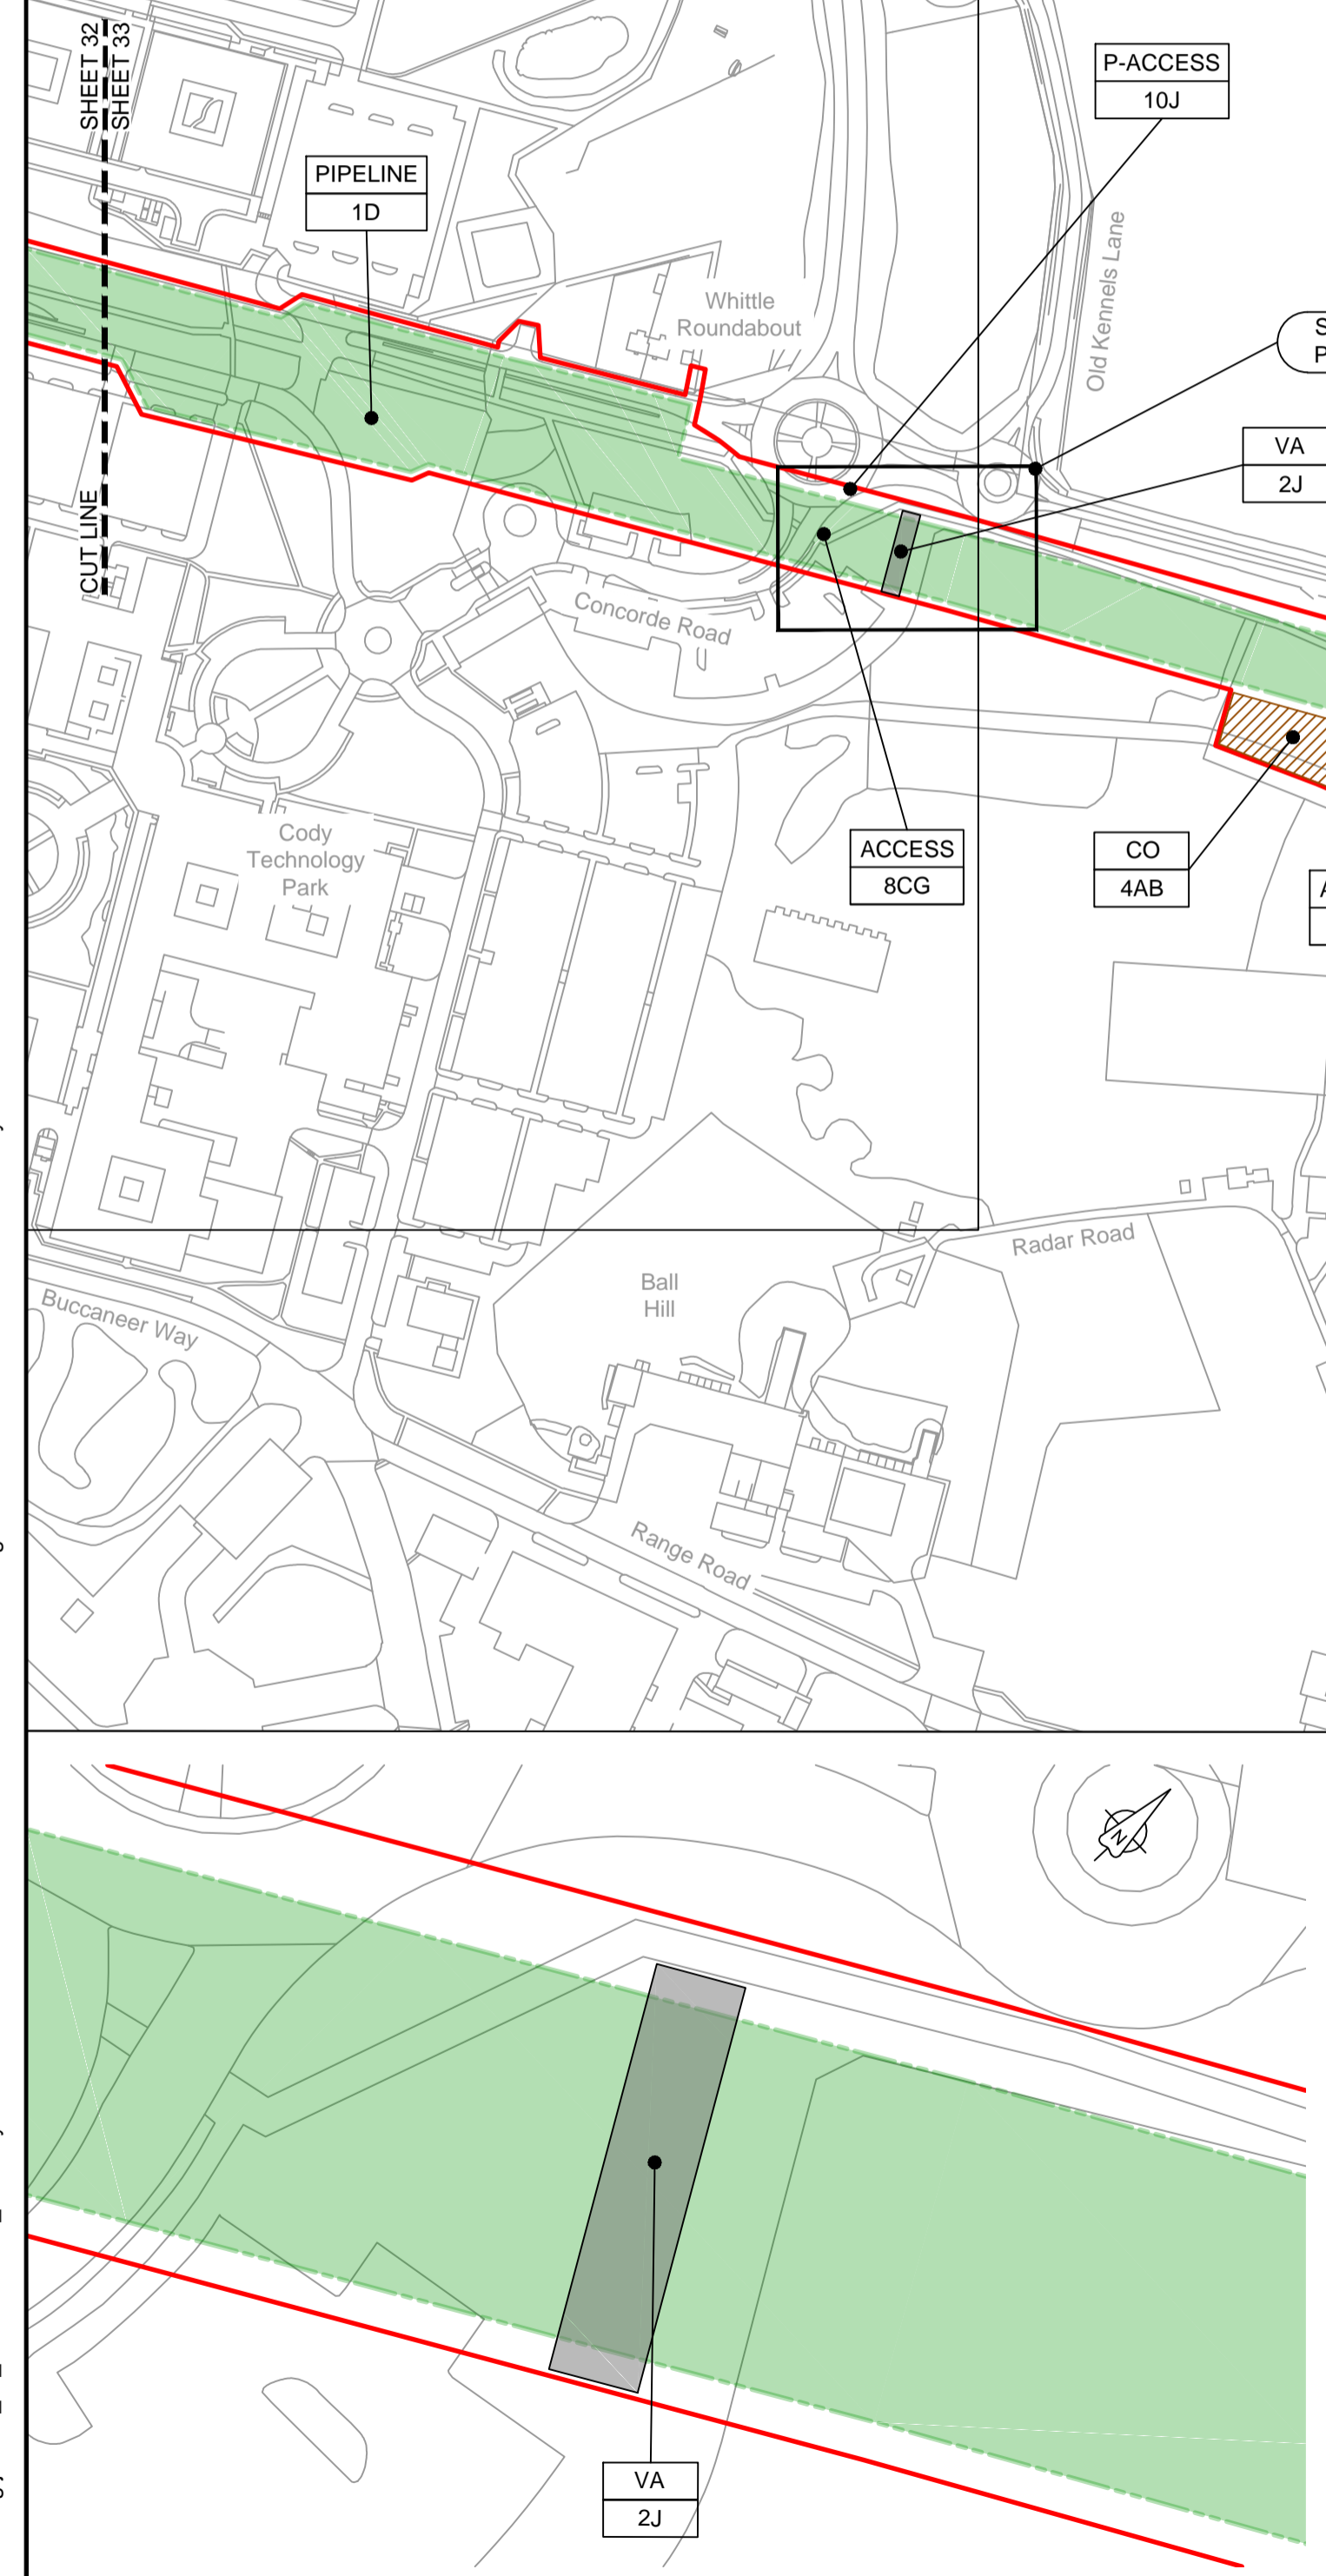 SHEET 32
SHEET 33
P-ACCESS
10J
PIPELINE
1D
Old Kennels Lane
Whittle
Roundabout
S
P
VA
2J
CUT LINE
Concorde Road
Cody
Technology
Park
ACCESS
8CG
CO
4AB
A
Radar Road
Ball
Hill
Buccaneer Way
Range Road
N
VA
2J